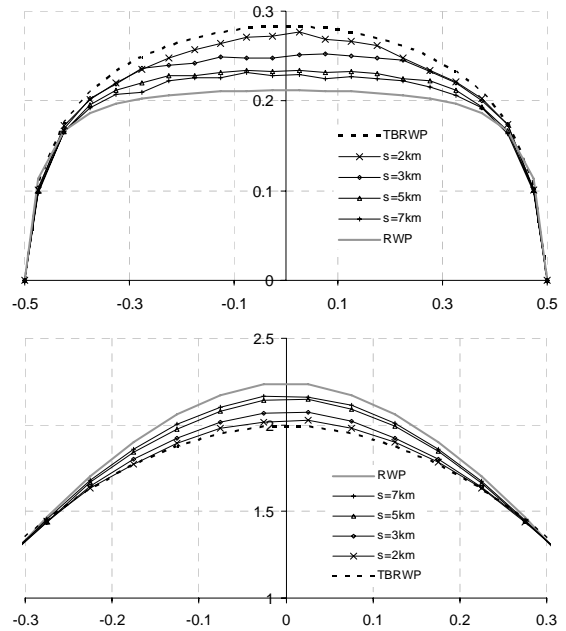 0.3
0.2
0.1
0
TBRWP
s=2km
s=3km
s=5km
s=7km
RWP
-0.5 -0.3 -0.1 0.1 0.3 0.5
2.5
2
1.5
1
RWP
s=7km
s=5km
s=3km
s=2km
TBRWP
-0.3 -0.2 -0.1 0 0.1 0.2 0.3